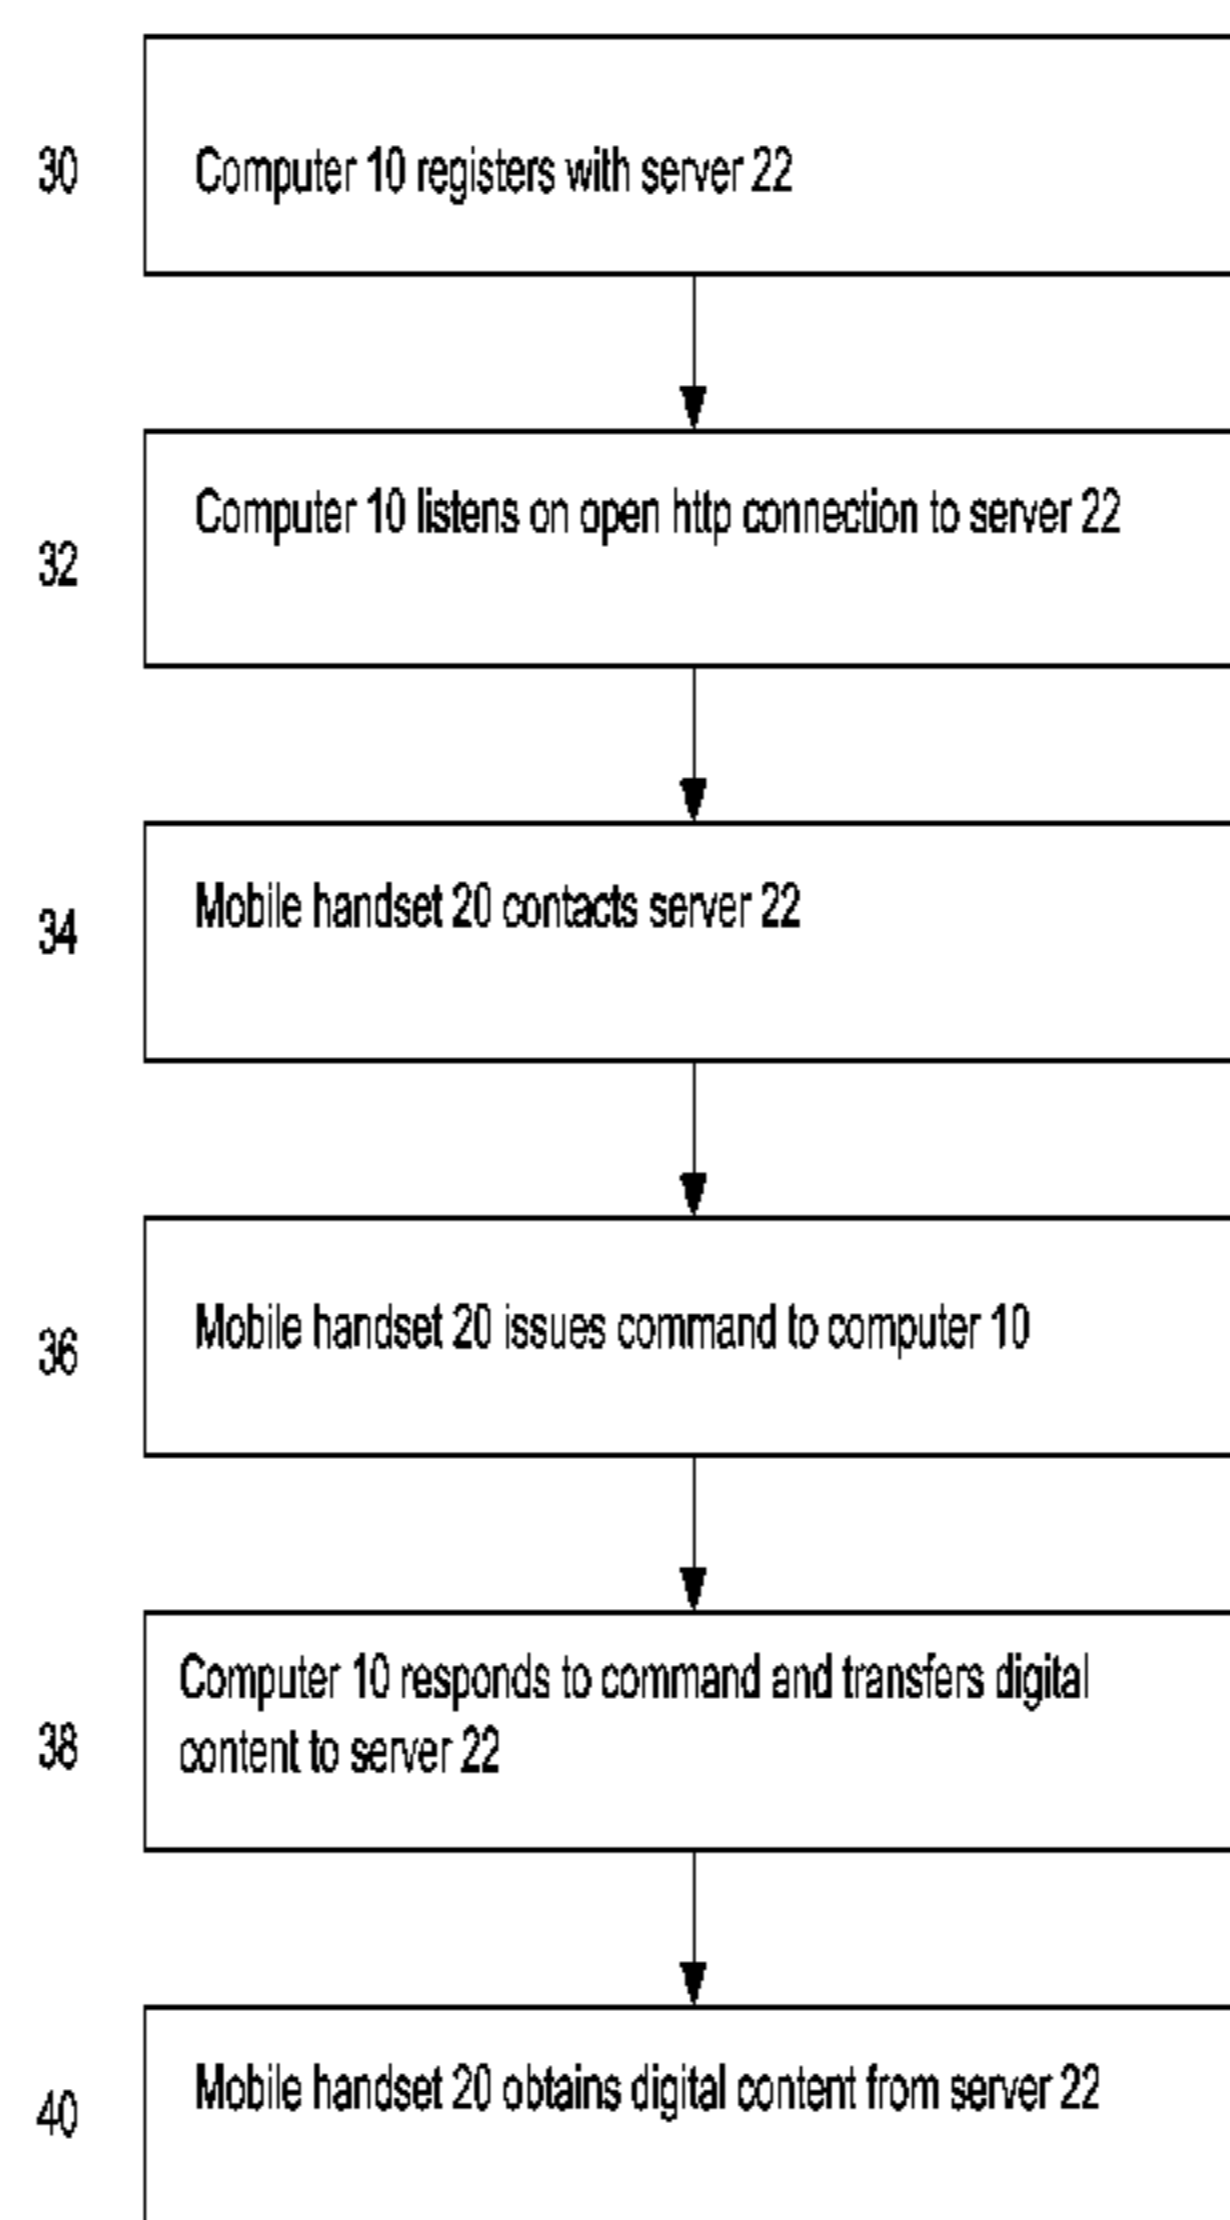 30
Computer 10 registers with server 22
32
Computer 10 listens on open http connection to server 22
34
Mobile handset 20 contacts server 22
36
Mobile handset 20 issues command to computer 10
38
Computer 10 responds to command and transfers digital
content to server 22
40
Mobile handset 20 obtains digital content from server 22